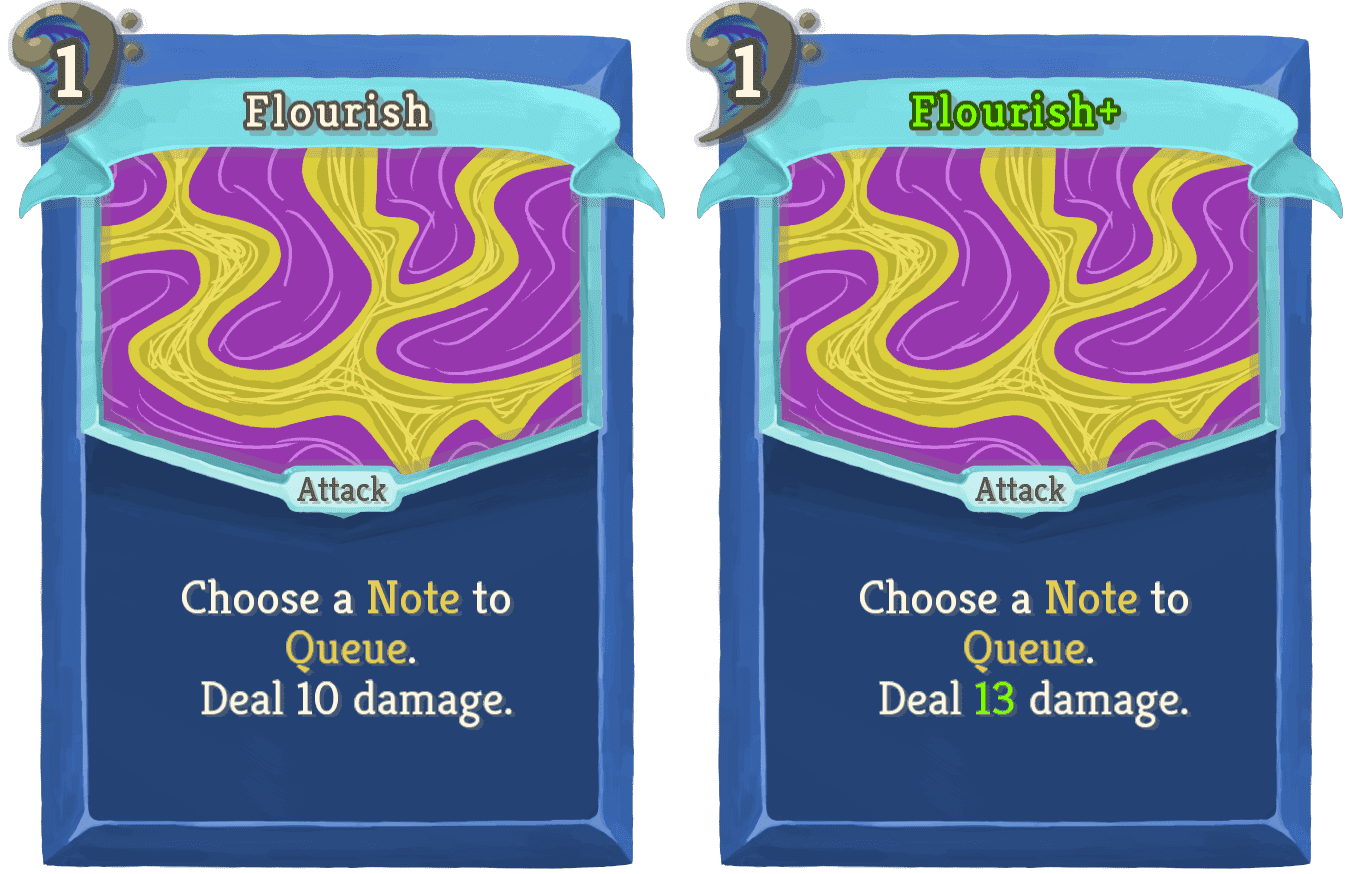 1
Flourish
Attack
Choose a Note to
Queue.
Deal 10 damage.
1
Flourish+
Attack
Choose a Note to
Queue.
Deal 13 damage.